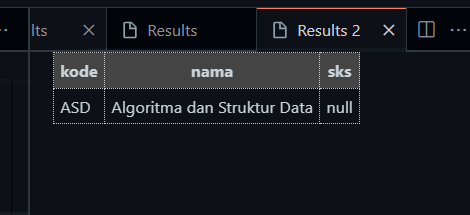 lts Results Results 2
kode nama sks
ASD Algoritma dan Struktur Data null